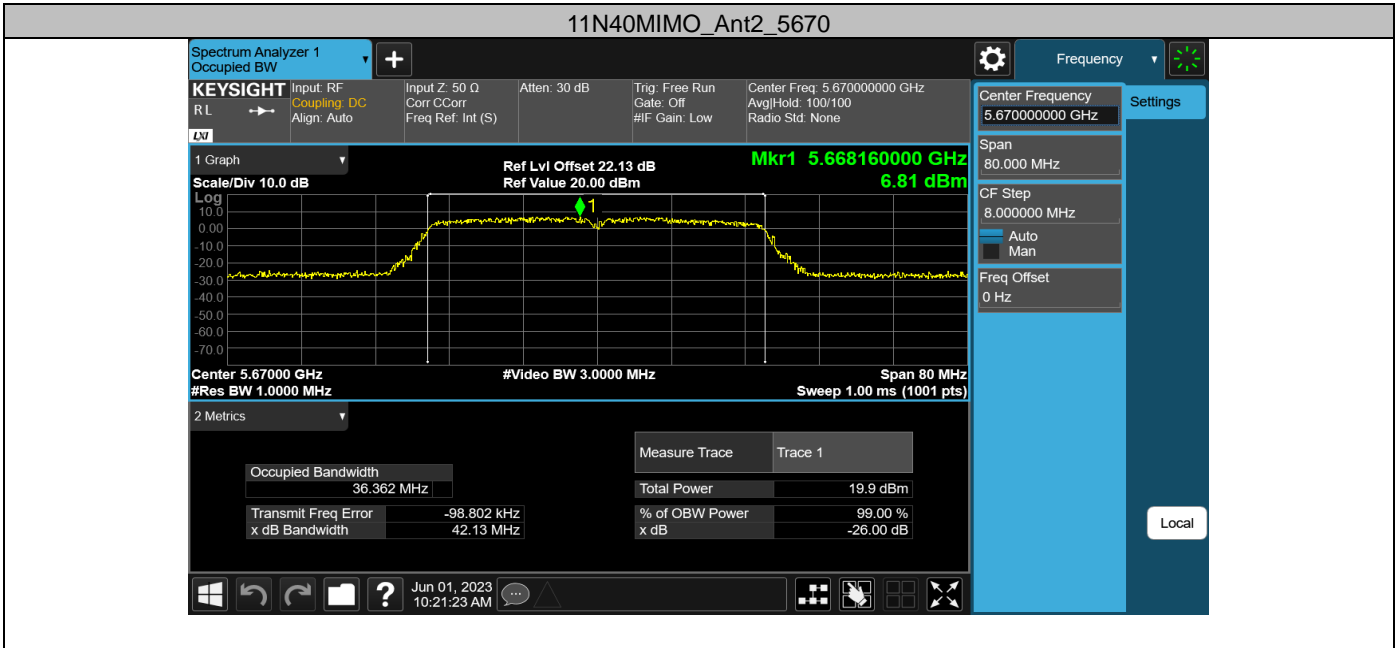 11N40MIMO_Ant2_5670
Spectrum Analyzer 1
Occupied BW
+
Frequency
KEYSIGHT
R L
LXI
Input: RF
Coupling: DC
Align: Auto
Input Z: 50 Ω
Corr CCorr
Freq Ref: Int (S)
Atten: 30 dB
Trig: Free Run
Gate: Off
#IF Gain: Low
Center Freq: 5.670000000 GHz
Avg|Hold: 100/100
Radio Std: None
Center Frequency
5.670000000 GHz
Settings
Span
80.000 MHz
CF Step
8.000000 MHz
Auto
Man
Freq Offset
0 Hz
Local
1 Graph
Scale/Div 10.0 dB
Ref Lvl Offset 22.13 dB
Ref Value 20.00 dBm
Mkr1 5.668160000 GHz
6.81 dBm
Log
10.0
0.00
-10.0
-20.0
-30.0
-40.0
-50.0
-60.0
-70.0
1
Center 5.67000 GHz
#Res BW 1.0000 MHz
#Video BW 3.0000 MHz
Span 80 MHz
Sweep 1.00 ms (1001 pts)
2 Metrics
Measure Trace Trace 1
Occupied Bandwidth
36.362 MHz
Total Power 19.9 dBm
Transmit Freq Error -98.802 kHz
% of OBW Power 99.00 %
x dB Bandwidth 42.13 MHz
x dB -26.00 dB
?
Jun 01, 2023
10:21:23 AM